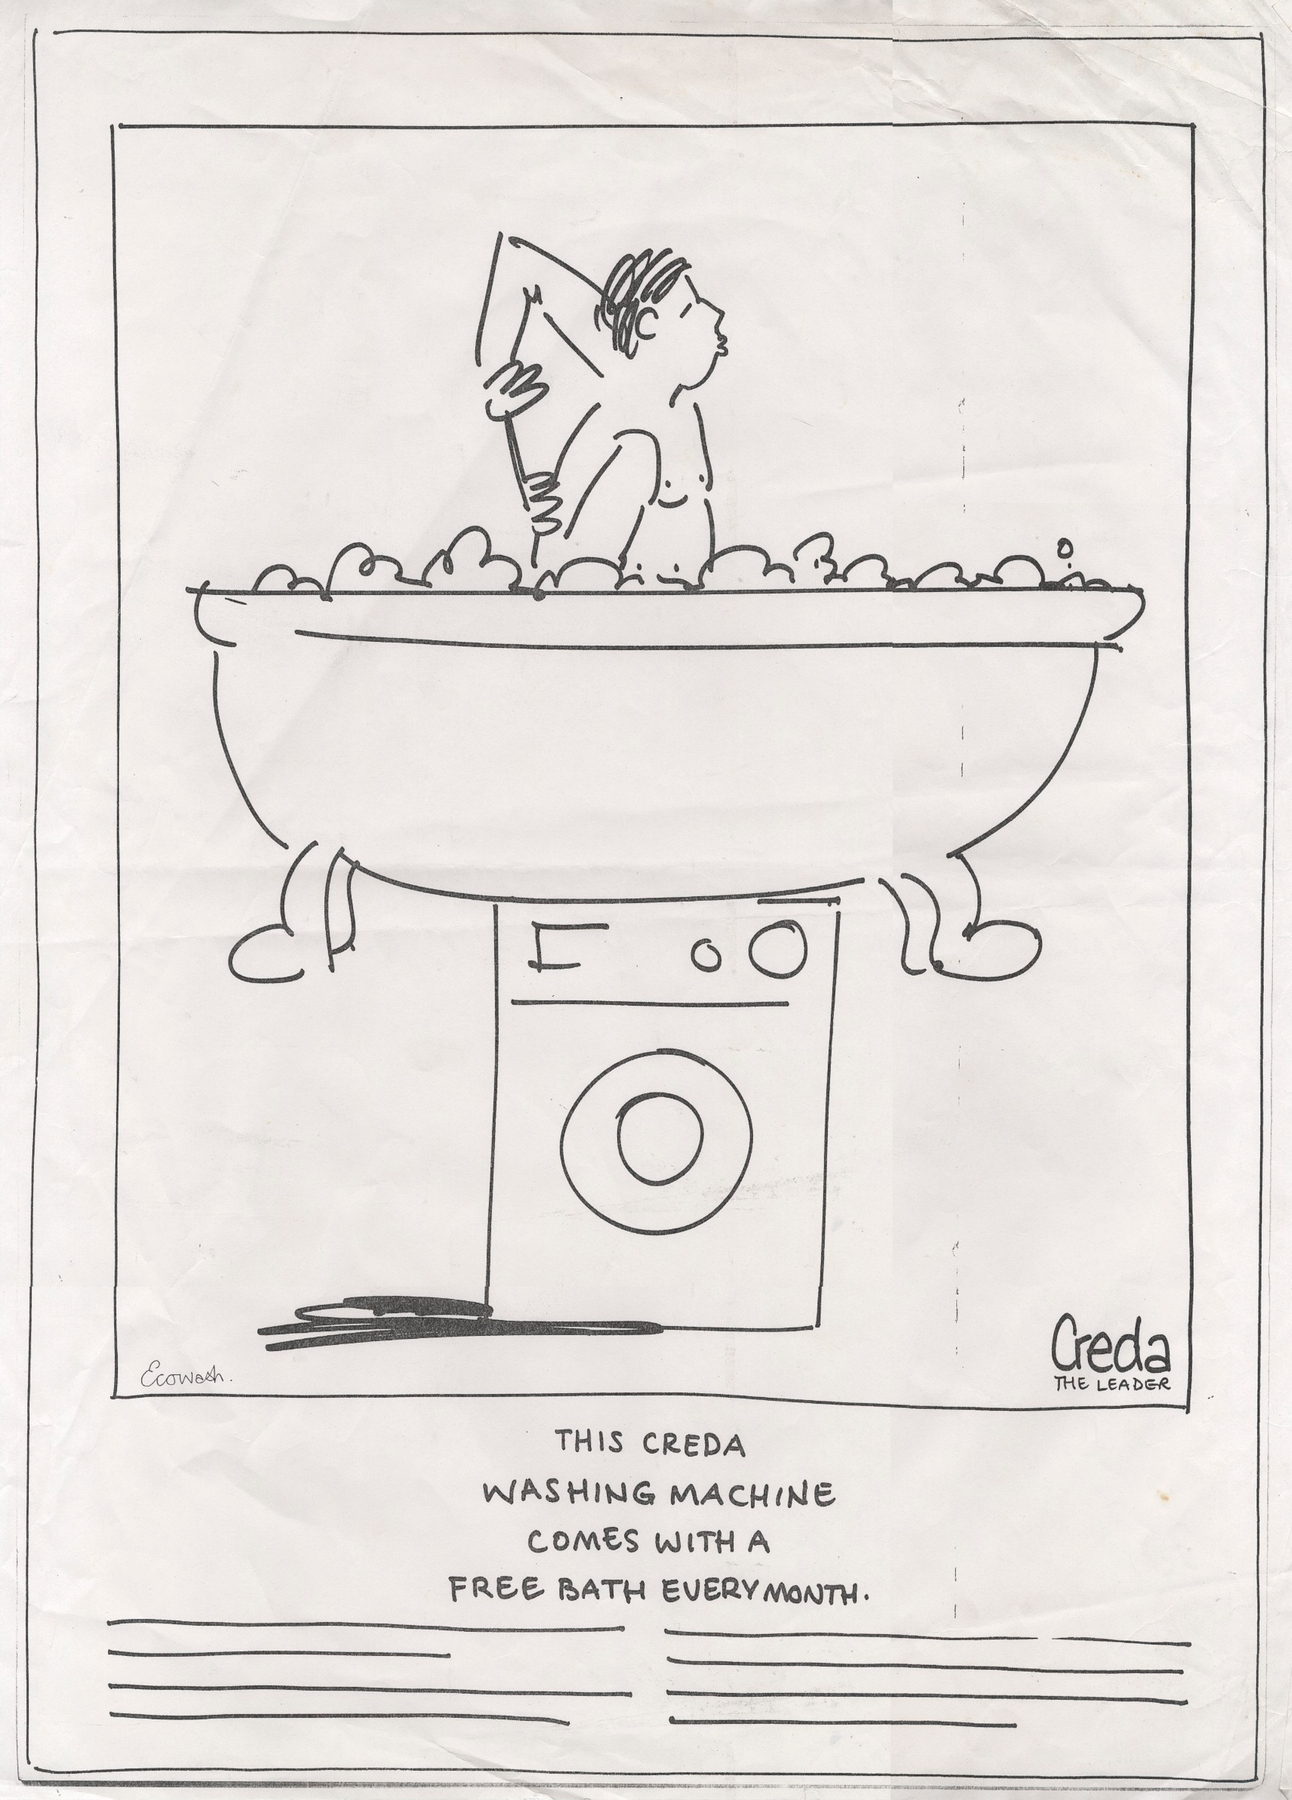 Ecowash.
Creda
THE LEADER
THIS CREDA
WASHING MACHINE
COMES WITH A
FREE BATH EVERY MONTH.